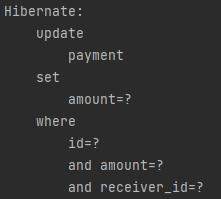 Hibernate:
update
payment
set
amount=?
where
id=?
and amount=?
and receiver_id=?